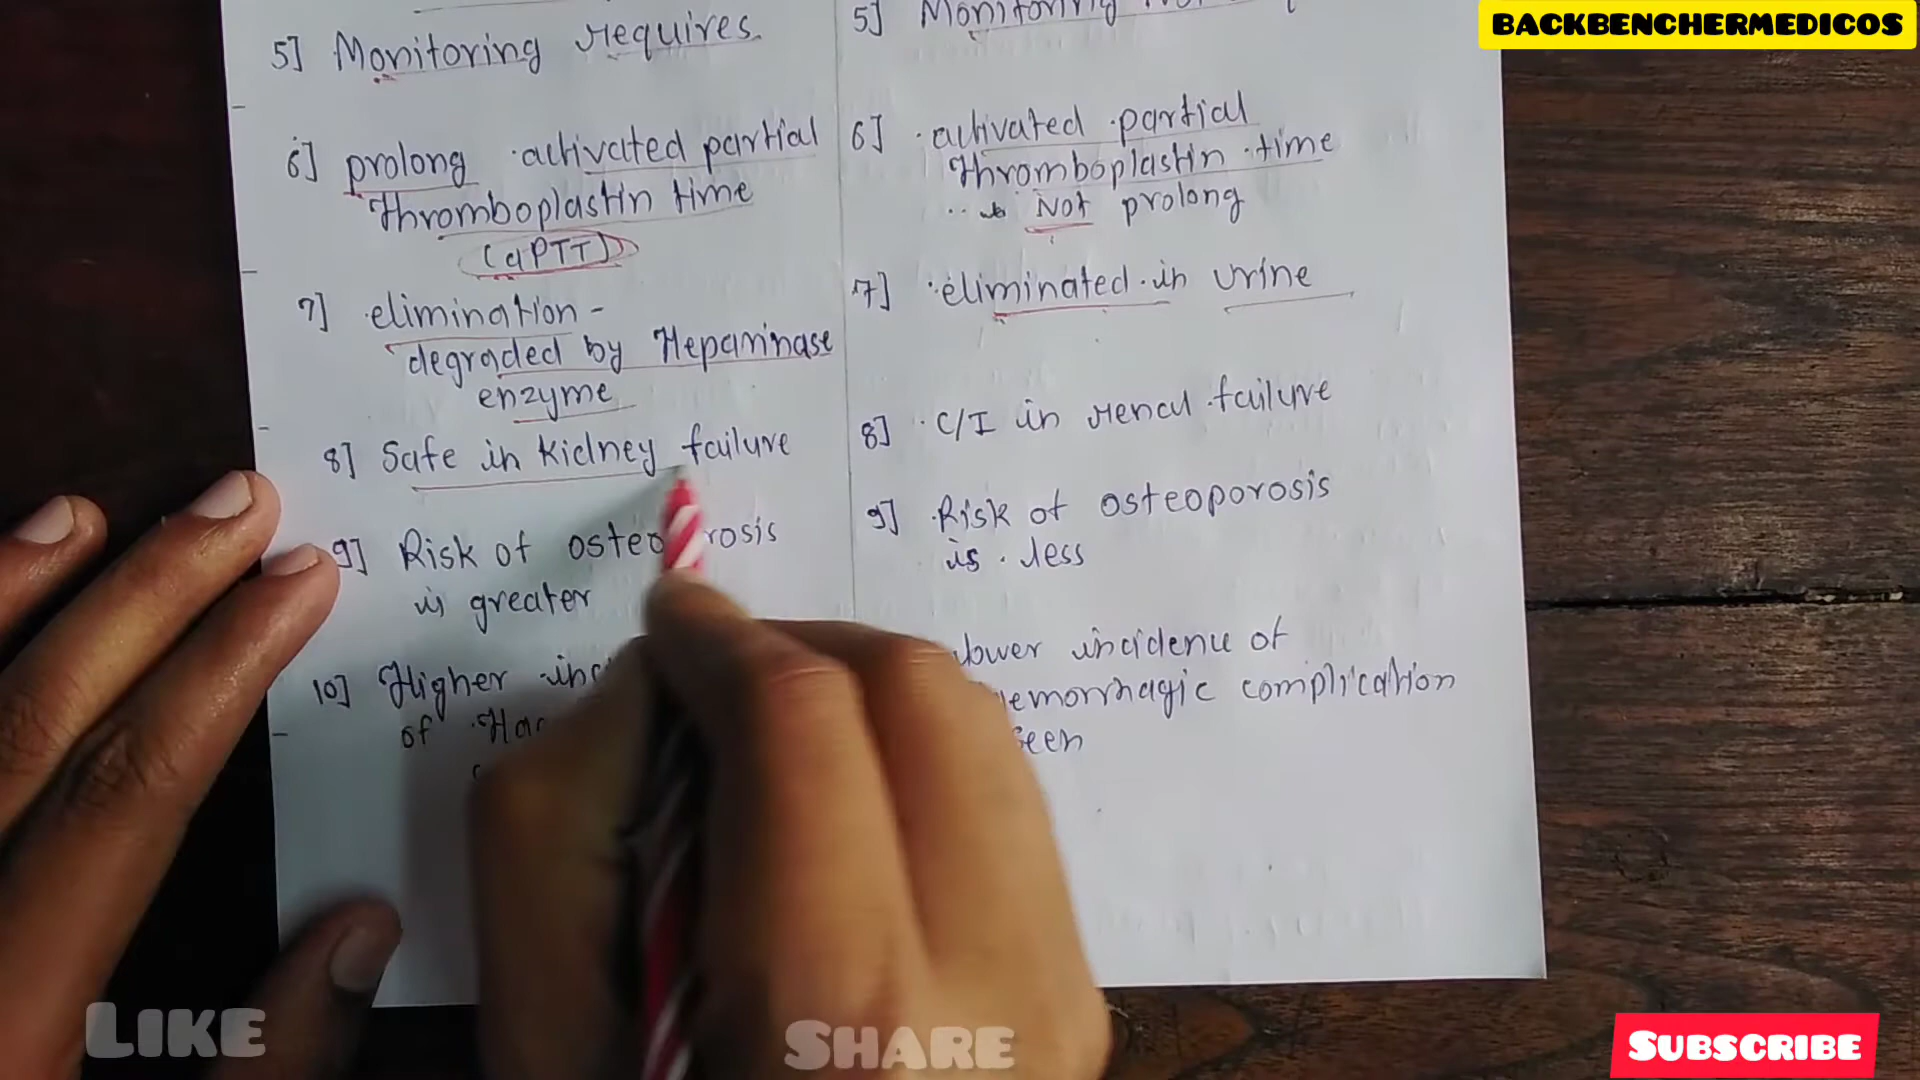 BACKBENCHERMEDICOS
5] Monitoring requires
6] prolong activated partial
thromboplastin time
(aPTT)
7] elimination -
degraded by Heparinase
enzyme
8] Safe in kidney failure
9] Risk of
is greater
10] Higher
of
5] Monitoring
6] activated partial
thromboplastin time
Not prolong
7] eliminated in urine
8] C/I in renal failure
9] Risk of osteoporosis
is less
lower incidence of
complication
LIKE
SHARE
SUBSCRIBE